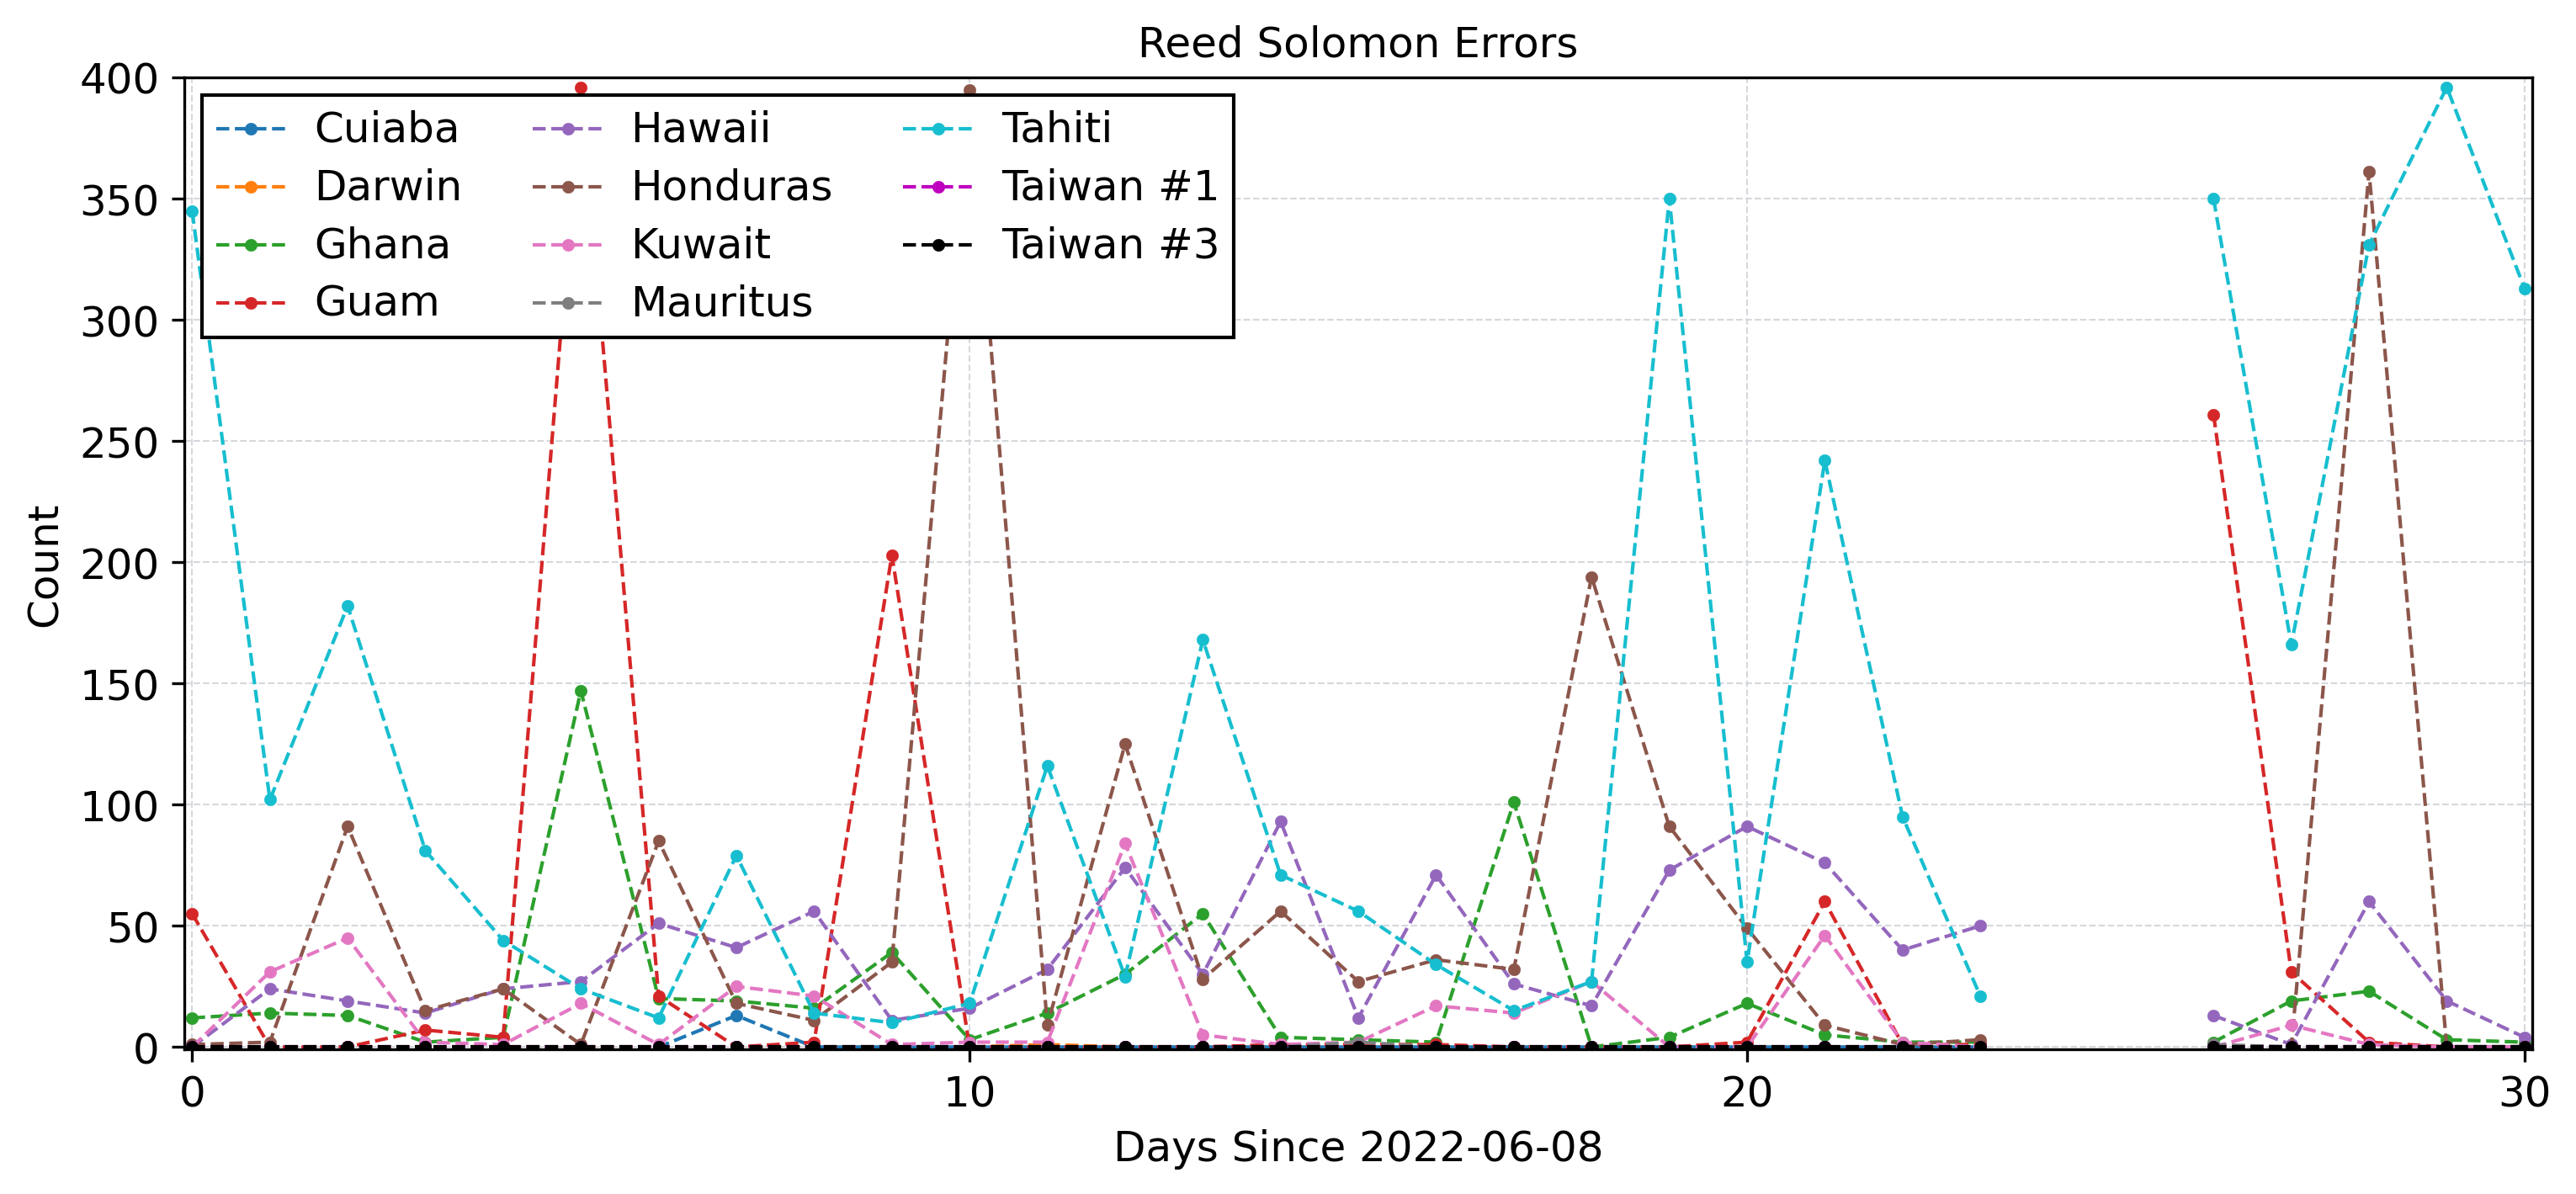 Reed Solomon Errors
400
350
300
250
200
150
100
50
0
Count
Cuiaba
Darwin
Ghana
Guam
Hawaii
Honduras
Kuwait
Mauritus
Tahiti
Taiwan #1
Taiwan #3
0 10 20 30
Days Since 2022-06-08